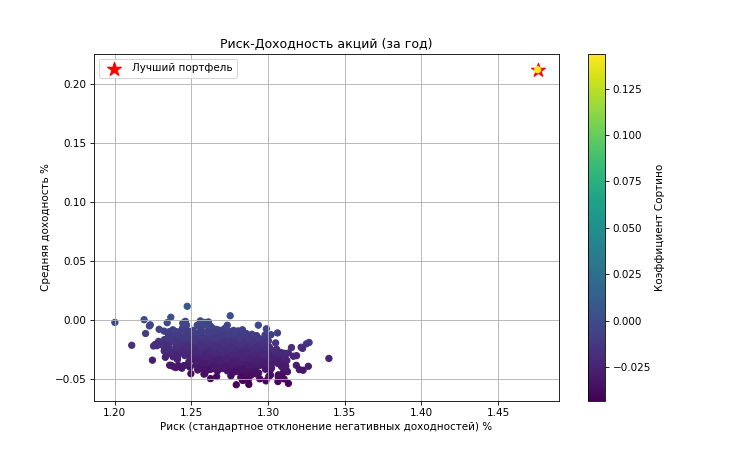 Риск-Доходность акций (за год)
Лучший портфель
0.20
0.15
0.10
0.05
0.00
−0.05
Средняя доходность %
1.20 1.25 1.30 1.35 1.40 1.45
Риск (стандартное отклонение негативных доходностей) %
0.125
0.100
0.075
0.050
0.025
0.000
−0.025
Коэффициент Сортино